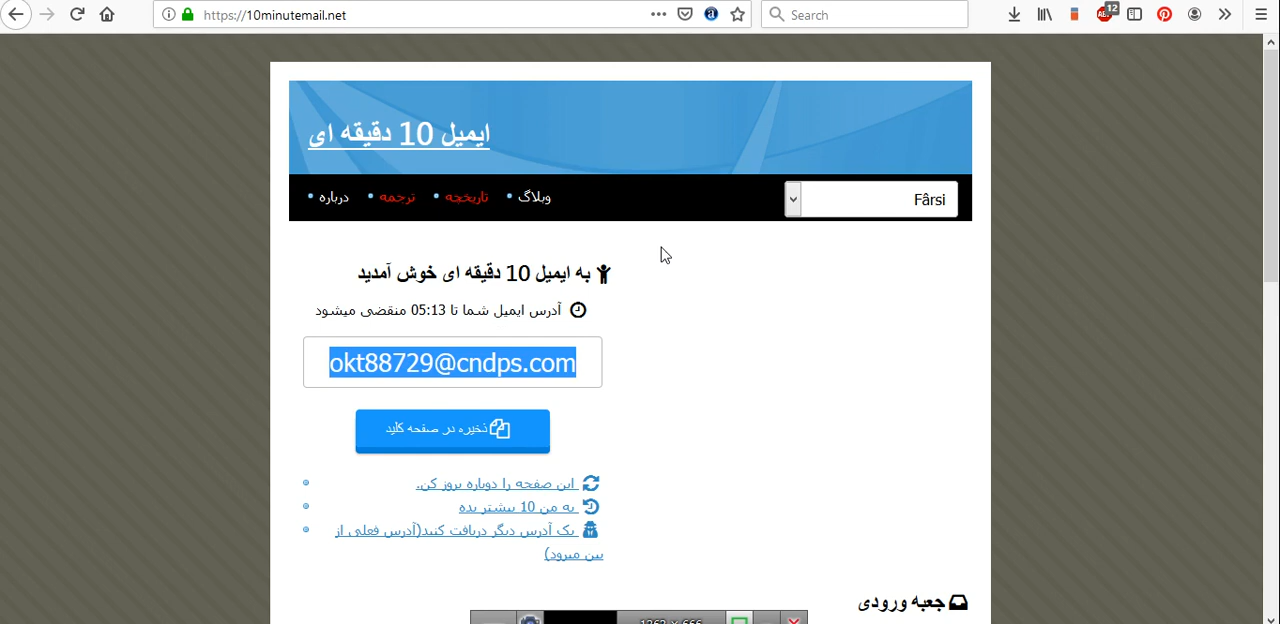 https://10minutemail.net
Search
12
ایمیل 10 دقیقه ای
درباره
ترجمه
تاریخچه
وبلاگ
Fârsi
به ایمیل 10 دقیقه ای خوش آمدید
آدرس ایمیل شما تا 05:13 منقضی میشود
okt88729@cndps.com
ذخیره در صفحه کلید
این صفحه را دوباره بروز کن.
به من 10 بیشتر بده
یک آدرس دیگر دریافت کنید(آدرس فعلی از
بین میرود)
جعبه ورودی